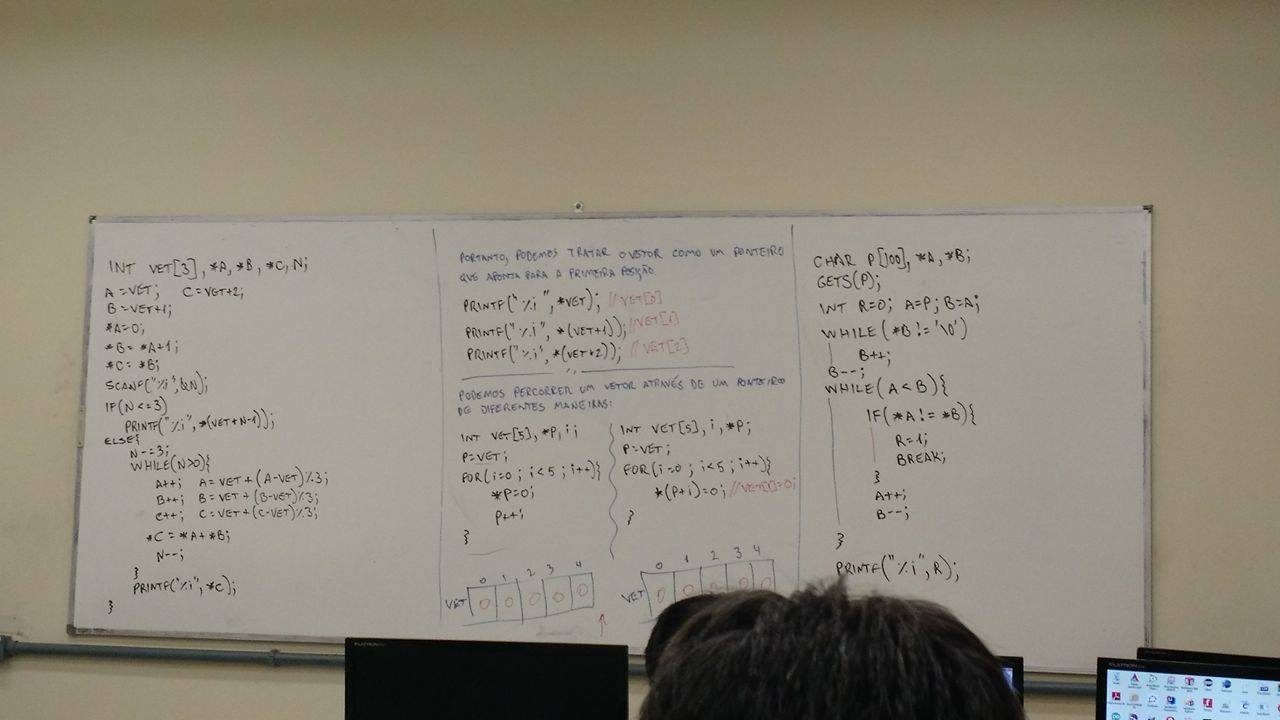 INT VET[3], *A, *B, *C, N;
A=VET; C=VET+2;
B=VET+1;
*A=0;
*B=*A+1;
*C=*B;
SCANF("%i",&N);
IF(N<=3)
PRINTF("%i",*(VET+N-1));
ELSE{
N-=3;
WHILE(N>0){
A++; A=VET+(A-VET)%3;
B++; B=VET+(B-VET)%3;
C++; C=VET+(C-VET)%3;
*C=*A+*B;
N--;
}
PRINTF("%i",*C);
}
PORTANTO, PODEMOS TRATAR O VETOR COMO UM PONTEIRO
QUE APONTA PARA A PRIMEIRA POSIÇÃO.
PRINTF("%i",*VET); //VET[0]
PRINTF("%i",*(VET+1)); //VET[1]
PRINTF("%i",*(VET+2)); //VET[2]
PODEMOS PERCORRER UM VETOR ATRAVÉS DE UM PONTEIRO
DE DIFERENTES MANEIRAS:
INT VET[5], *P, i;
P=VET;
FOR(i=0; i<5; i++){
*P=0;
P++;
}
0 1 2 3 4
VET 0 0 0 0 0
INT VET[5], i, *P;
P=VET;
FOR(i=0; i<5; i++){
*(P+i)=0; //VET[i]=0;
}
0 1 2 3 4
VET 0 0 0 0 0
CHAR P[100], *A, *B;
GETS(P);
INT R=0; A=P; B=A;
WHILE(*B!='\0')
B++;
B--;
WHILE(A<B){
IF(*A!=*B){
R=1;
BREAK;
}
A++;
B--;
}
PRINTF("%i",R);